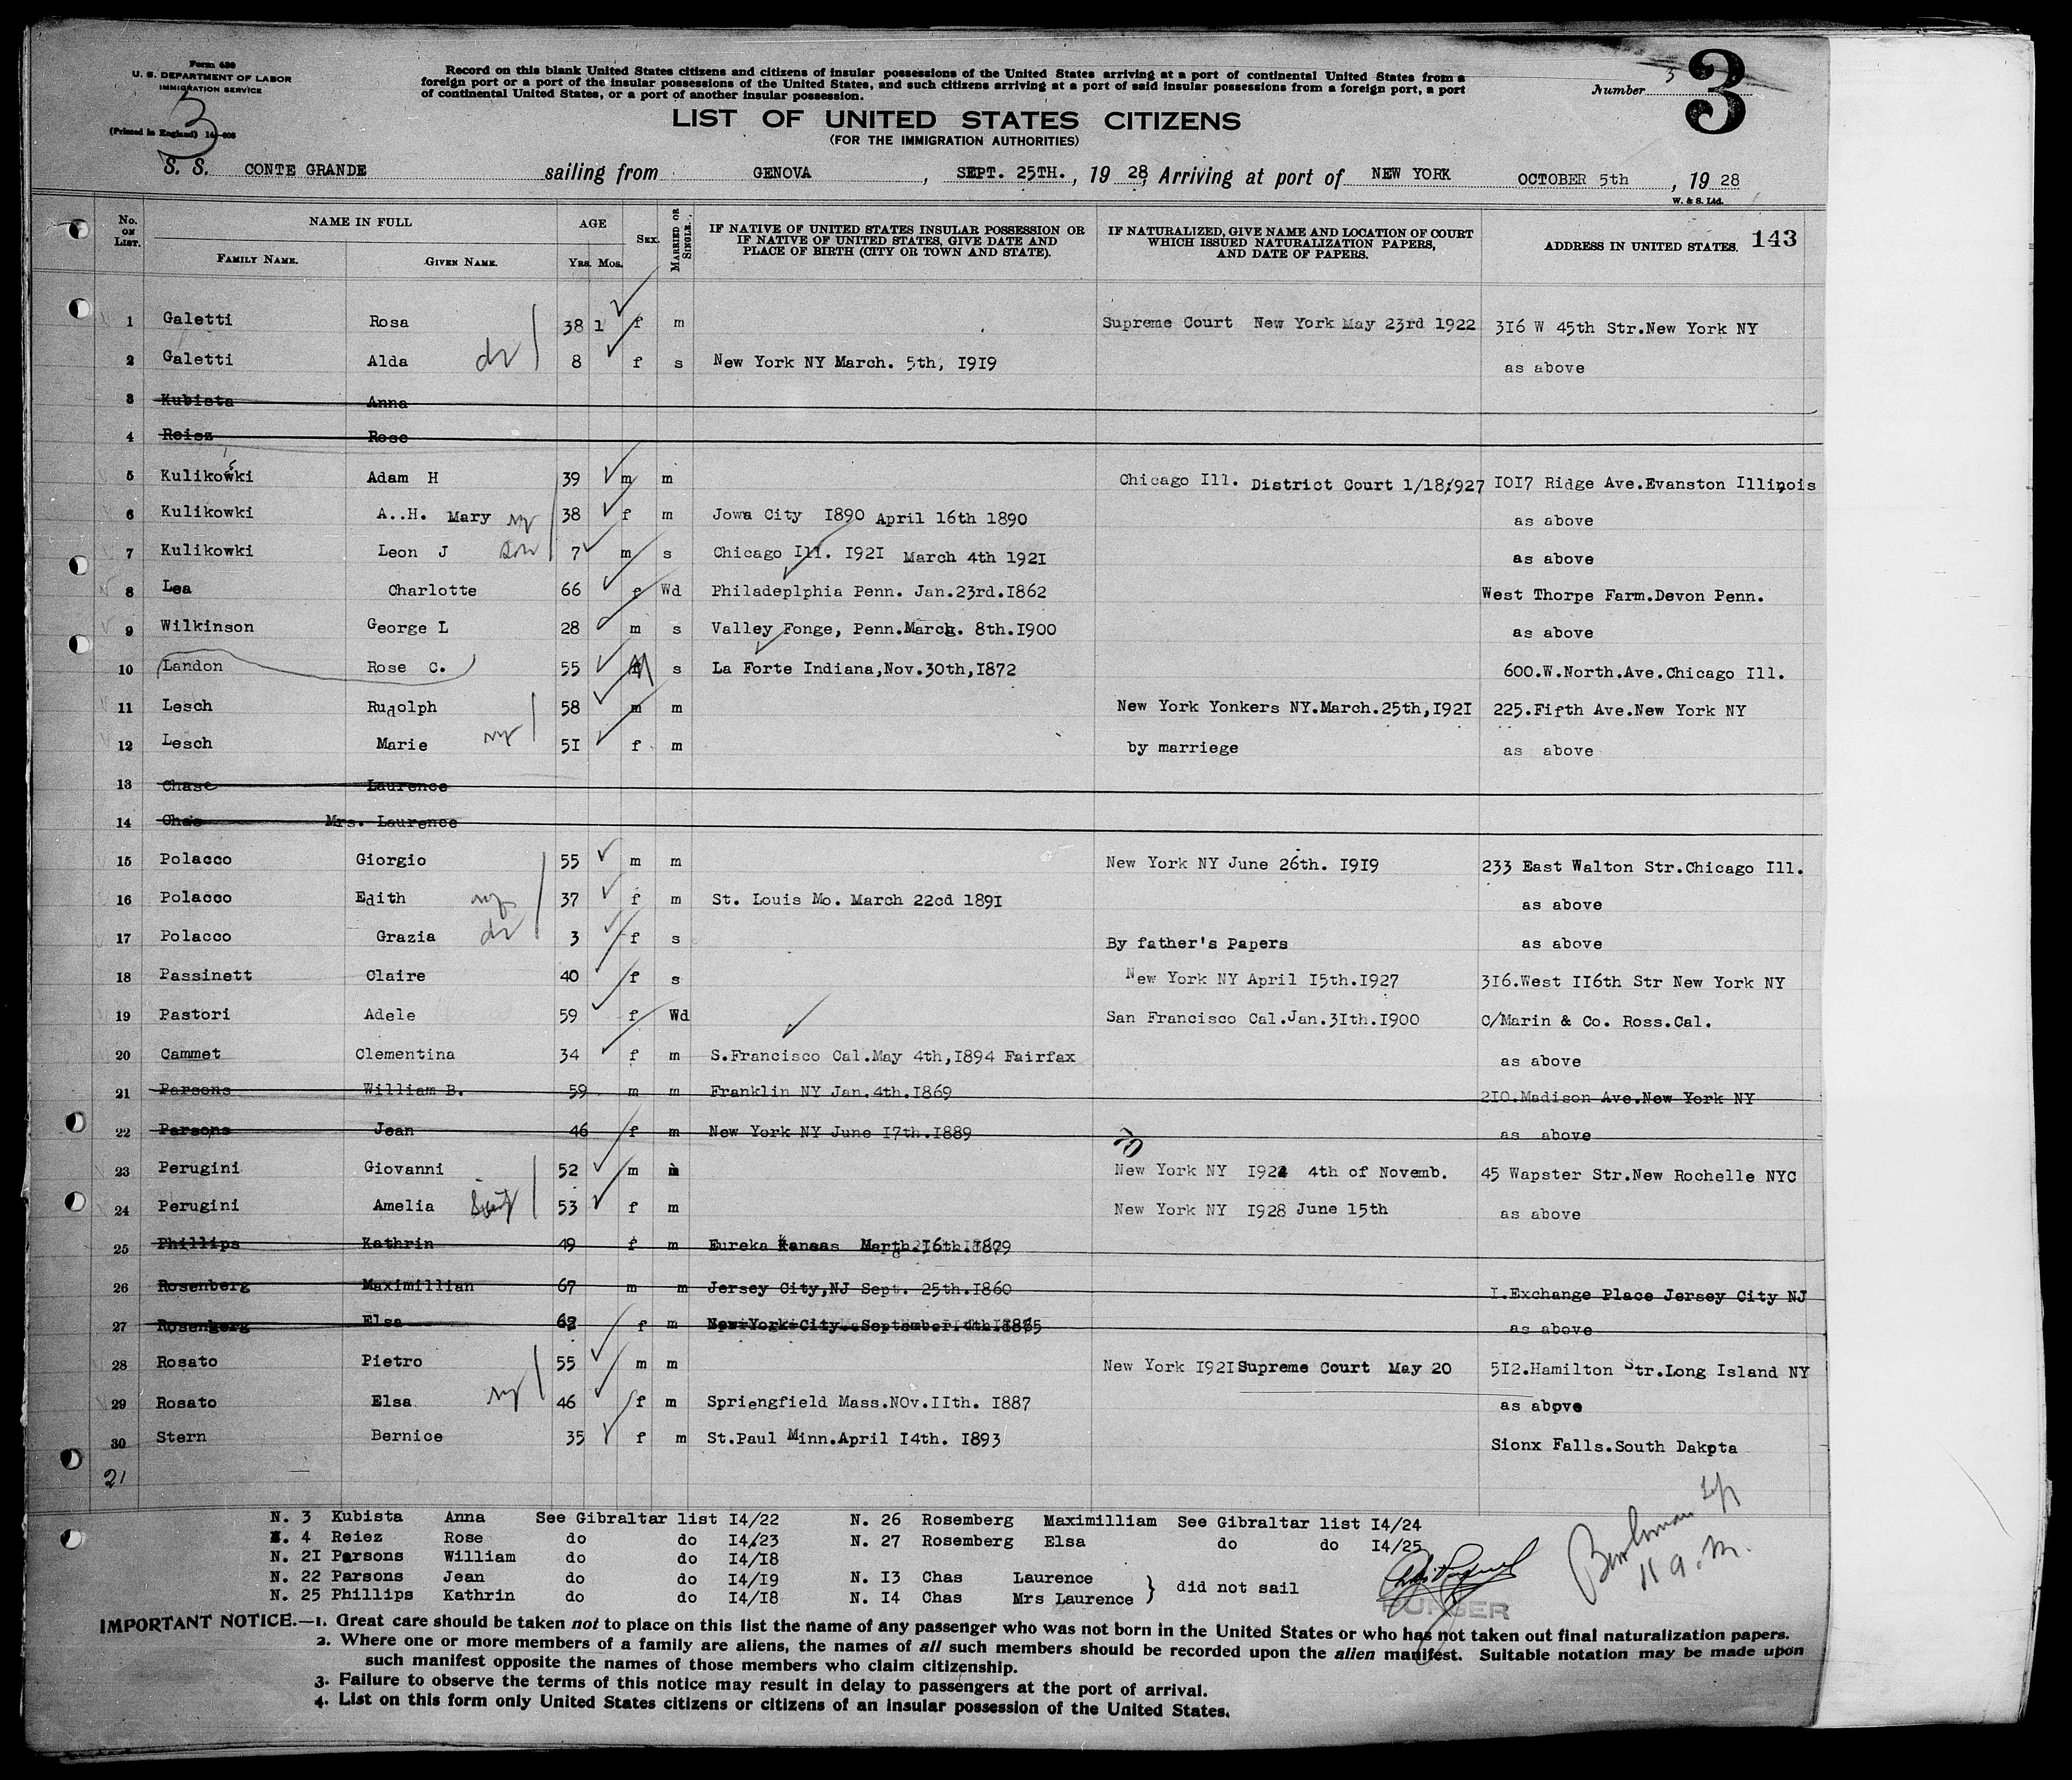 Form 630
U. S. DEPARTMENT OF LABOR
IMMIGRATION SERVICE
3
(Printed in England) 14-608
Record on this blank United States citizens and citizens of insular possessions of the United States arriving at a port of continental United States from a
foreign port or a port of the insular possessions of the United States, and such citizens arriving at a port of said insular possessions from a foreign port, a port
of continental United States, or a port of another insular possession.
Number 3
3
LIST OF UNITED STATES CITIZENS
(FOR THE IMMIGRATION AUTHORITIES)
S. S. CONTE GRANDE sailing from GENOVA, SEPT. 25TH., 19 28, Arriving at port of NEW YORK OCTOBER 5th, 19 28
W. & S. Ltd.
No. ON LIST. NAME IN FULL FAMILY NAME. GIVEN NAME. AGE YRS. MOS. SEX. MARRIED OR SINGLE. IF NATIVE OF UNITED STATES INSULAR POSSESSION OR IF NATIVE OF UNITED STATES, GIVE DATE AND PLACE OF BIRTH (CITY OR TOWN AND STATE). IF NATURALIZED, GIVE NAME AND LOCATION OF COURT WHICH ISSUED NATURALIZATION PAPERS, AND DATE OF PAPERS. ADDRESS IN UNITED STATES. 143
1 Galetti Rosa 38 1 f m Supreme Court New York May 23rd 1922 316 W 45th Str.New York NY
2 Galetti Alda 8 f s New York NY March. 5th, 1919 as above
3 Kubista Anna
4 Reisz Rose
5 Kulikowki Adam H 39 m m Chicago Ill. District Court 1/18/927 1017 Ridge Ave.Evanston Illinois
6 Kulikowki A..H. Mary 38 f m Jowa City 1890 April 16th 1890 as above
7 Kulikowki Leon J son 7 m s Chicago Ill. 1921 March 4th 1921 as above
8 Lea Charlotte 66 f Wd Philadeplphia Penn. Jan.23rd.1862 West Thorpe Farm.Devon Penn.
9 Wilkinson George L 28 m s Valley Fonge, Penn.March. 8th.1900 as above
10 Landon Rose C. 55 s La Forte Indiana,Nov.30th,1872 600.W.North.Ave.Chicago Ill.
11 Lesch Rudolph 58 m m New York Yonkers NY.March.25th,1921 225.Fifth Ave.New York NY
12 Lesch Marie 51 f m by marriege as above
13 Chase Laurence
14 Chas Mrs. Laurence
15 Polacco Giorgio 55 m m New York NY June 26th. 1919 233 East Walton Str.Chicago Ill.
16 Polacco Edith 37 f m St. Louis Mo. March 22cd 1891 as above
17 Polacco Grazia 3 f s By father's Papers as above
18 Passinett Claire 40 f s New York NY April 15th.1927 316.West 116th Str New York NY
19 Pastori Adele 59 f Wd San Francisco Cal.Jan.31th.1900 C/Marin & Co. Ross.Cal.
20 Cammet Clementina 34 f m S.Francisco Cal.May 4th,1894 Fairfax as above
21 Parsons William B. 59 m m Franklin NY Jan.4th.1869 210.Madison Ave.New York NY
22 Parsons Jean 46 f m New York NY June 17th.1889 as above
23 Perugini Giovanni 52 m m New York NY 1924 4th of Novemb. 45 Wapster Str.New Rochelle NYC
24 Perugini Amelia 53 f m New York NY 1928 June 15th as above
25 Phillips Kathrin 49 f m Eureka Kansas 16th.1879
26 Rosenberg Maximillian 67 m m Jersey City,NJ Sept. 25th.1860 1.Exchange Place Jersey City NJ
27 Rosenberg Elsa f m New York City September as above
28 Rosato Pietro 55 m m New York 1921 Supreme Court May 20 512.Hamilton Str.Long Island NY
29 Rosato Elsa 46 f m Spriengfield Mass.NOv.11th. 1887 as above
30 Stern Bernice 35 f m St.Paul Minn.April 14th. 1893 Sionx Falls.South Dakpta
21
N. 3 Kubista Anna See Gibraltar list 14/22 N. 26 Rosemberg Maximilliam See Gibraltar list 14/24
N. 4 Reiez Rose do do 14/23 N. 27 Rosemberg Elsa do do 14/25
N. 21 Parsons William do do 14/18
N. 22 Parsons Jean do do 14/19 N. 13 Chas Laurence
N. 25 Phillips Kathrin do do 14/18 N. 14 Chas Mrs Laurence } did not sail
PURSER
11 a.m.
IMPORTANT NOTICE.—1. Great care should be taken not to place on this list the name of any passenger who was not born in the United States or who has not taken out final naturalization papers.
2. Where one or more members of a family are aliens, the names of all such members should be recorded upon the alien manifest. Suitable notation may be made upon
such manifest opposite the names of those members who claim citizenship.
3. Failure to observe the terms of this notice may result in delay to passengers at the port of arrival.
4. List on this form only United States citizens or citizens of an insular possession of the United States.